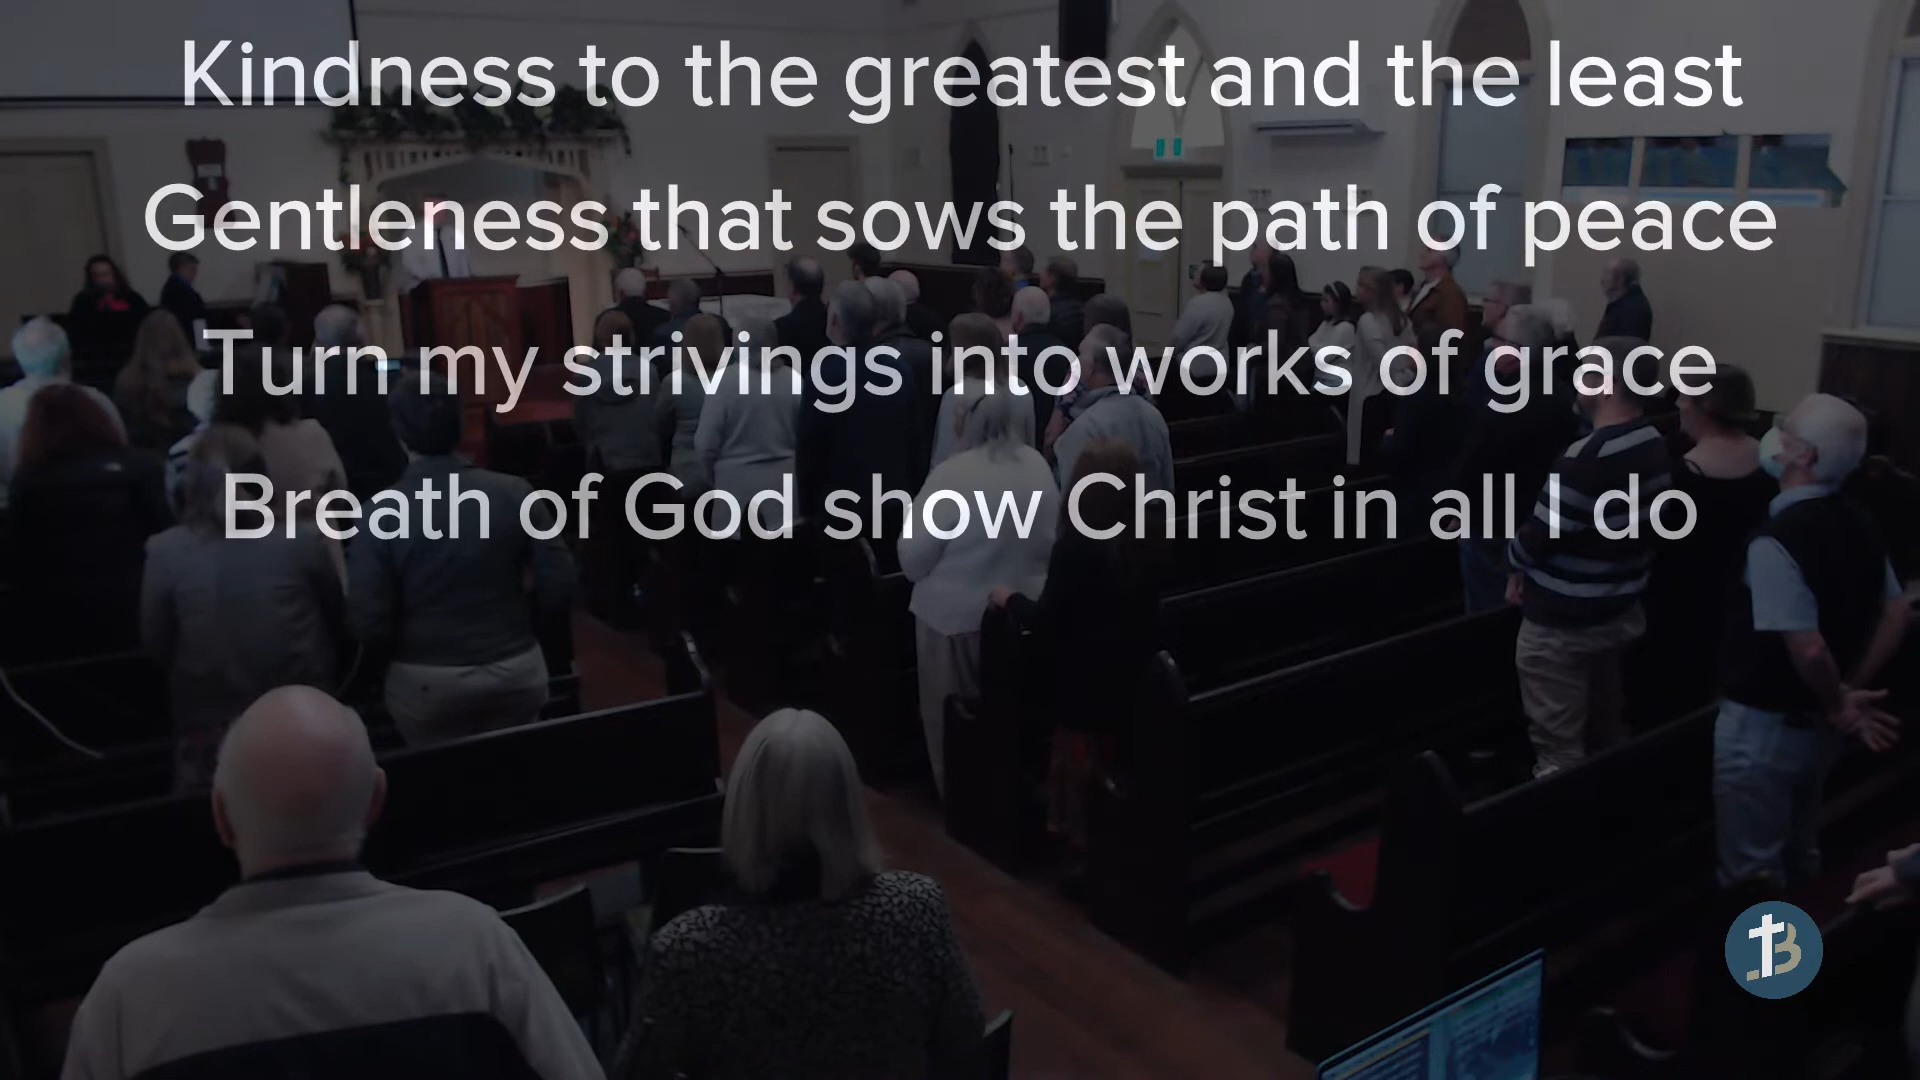 Kindness to the greatest and the least
Gentleness that sows the path of peace
Turn my strivings into works of grace
Breath of God show Christ in all I do